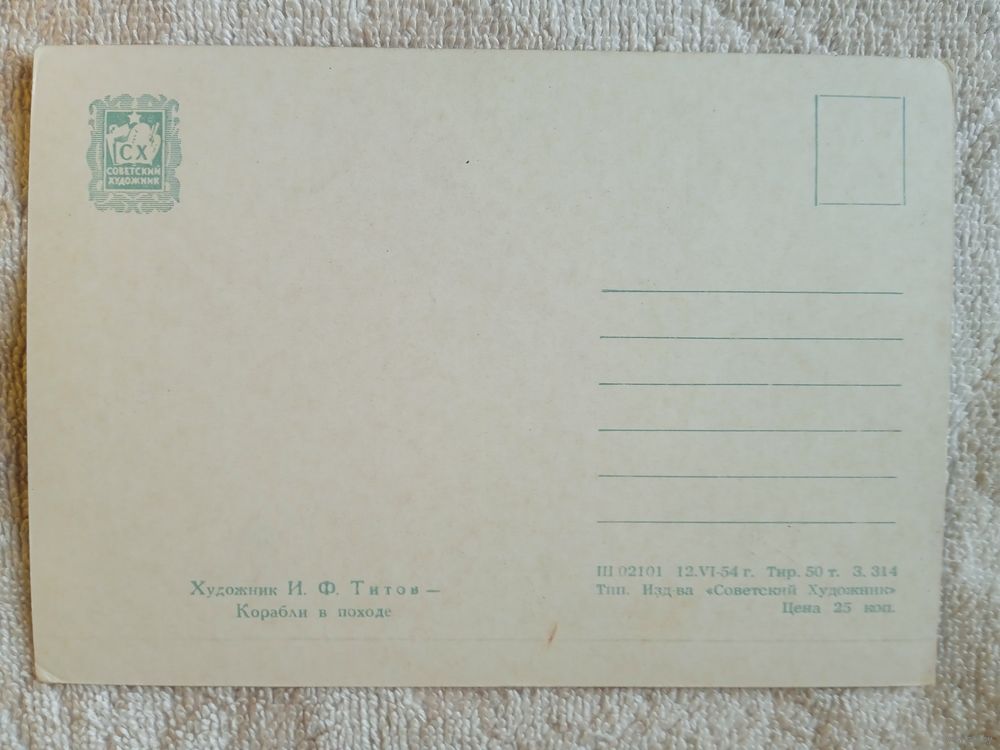 СХ
СОВЕТСКИЙ
ХУДОЖНИК
Художник И. Ф. Титов —
Корабли в походе
Ш 02101 12.VI-54 г. Тир. 50 т. З. 314
Тип. Изд-ва «Советский Художник»
Цена 25 коп.